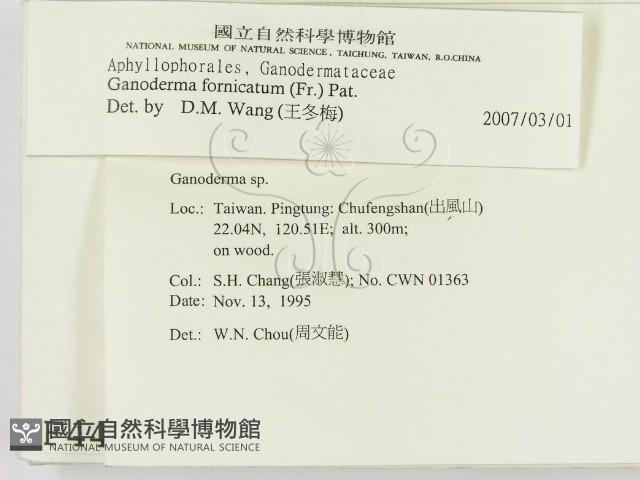 國立自然科學博物館
NATIONAL MUSEUM OF NATURAL SCIENCE, TAICHUNG, TAIWAN, R.O.CHINA
Aphyllophorales, Ganodermataceae
Ganoderma fornicatum (Fr.) Pat.
Det. by D.M. Wang (王冬梅)
2007/03/01
Ganoderma sp.
Loc.: Taiwan. Pingtung: Chufengshan(出風山)
22.04N, 120.51E; alt. 300m;
on wood.
Col.: S.H. Chang(張淑慧); No. CWN 01363
Date: Nov. 13, 1995
Det.: W.N. Chou(周文能)
國立自然科學博物館
NATIONAL MUSEUM OF NATURAL SCIENCE